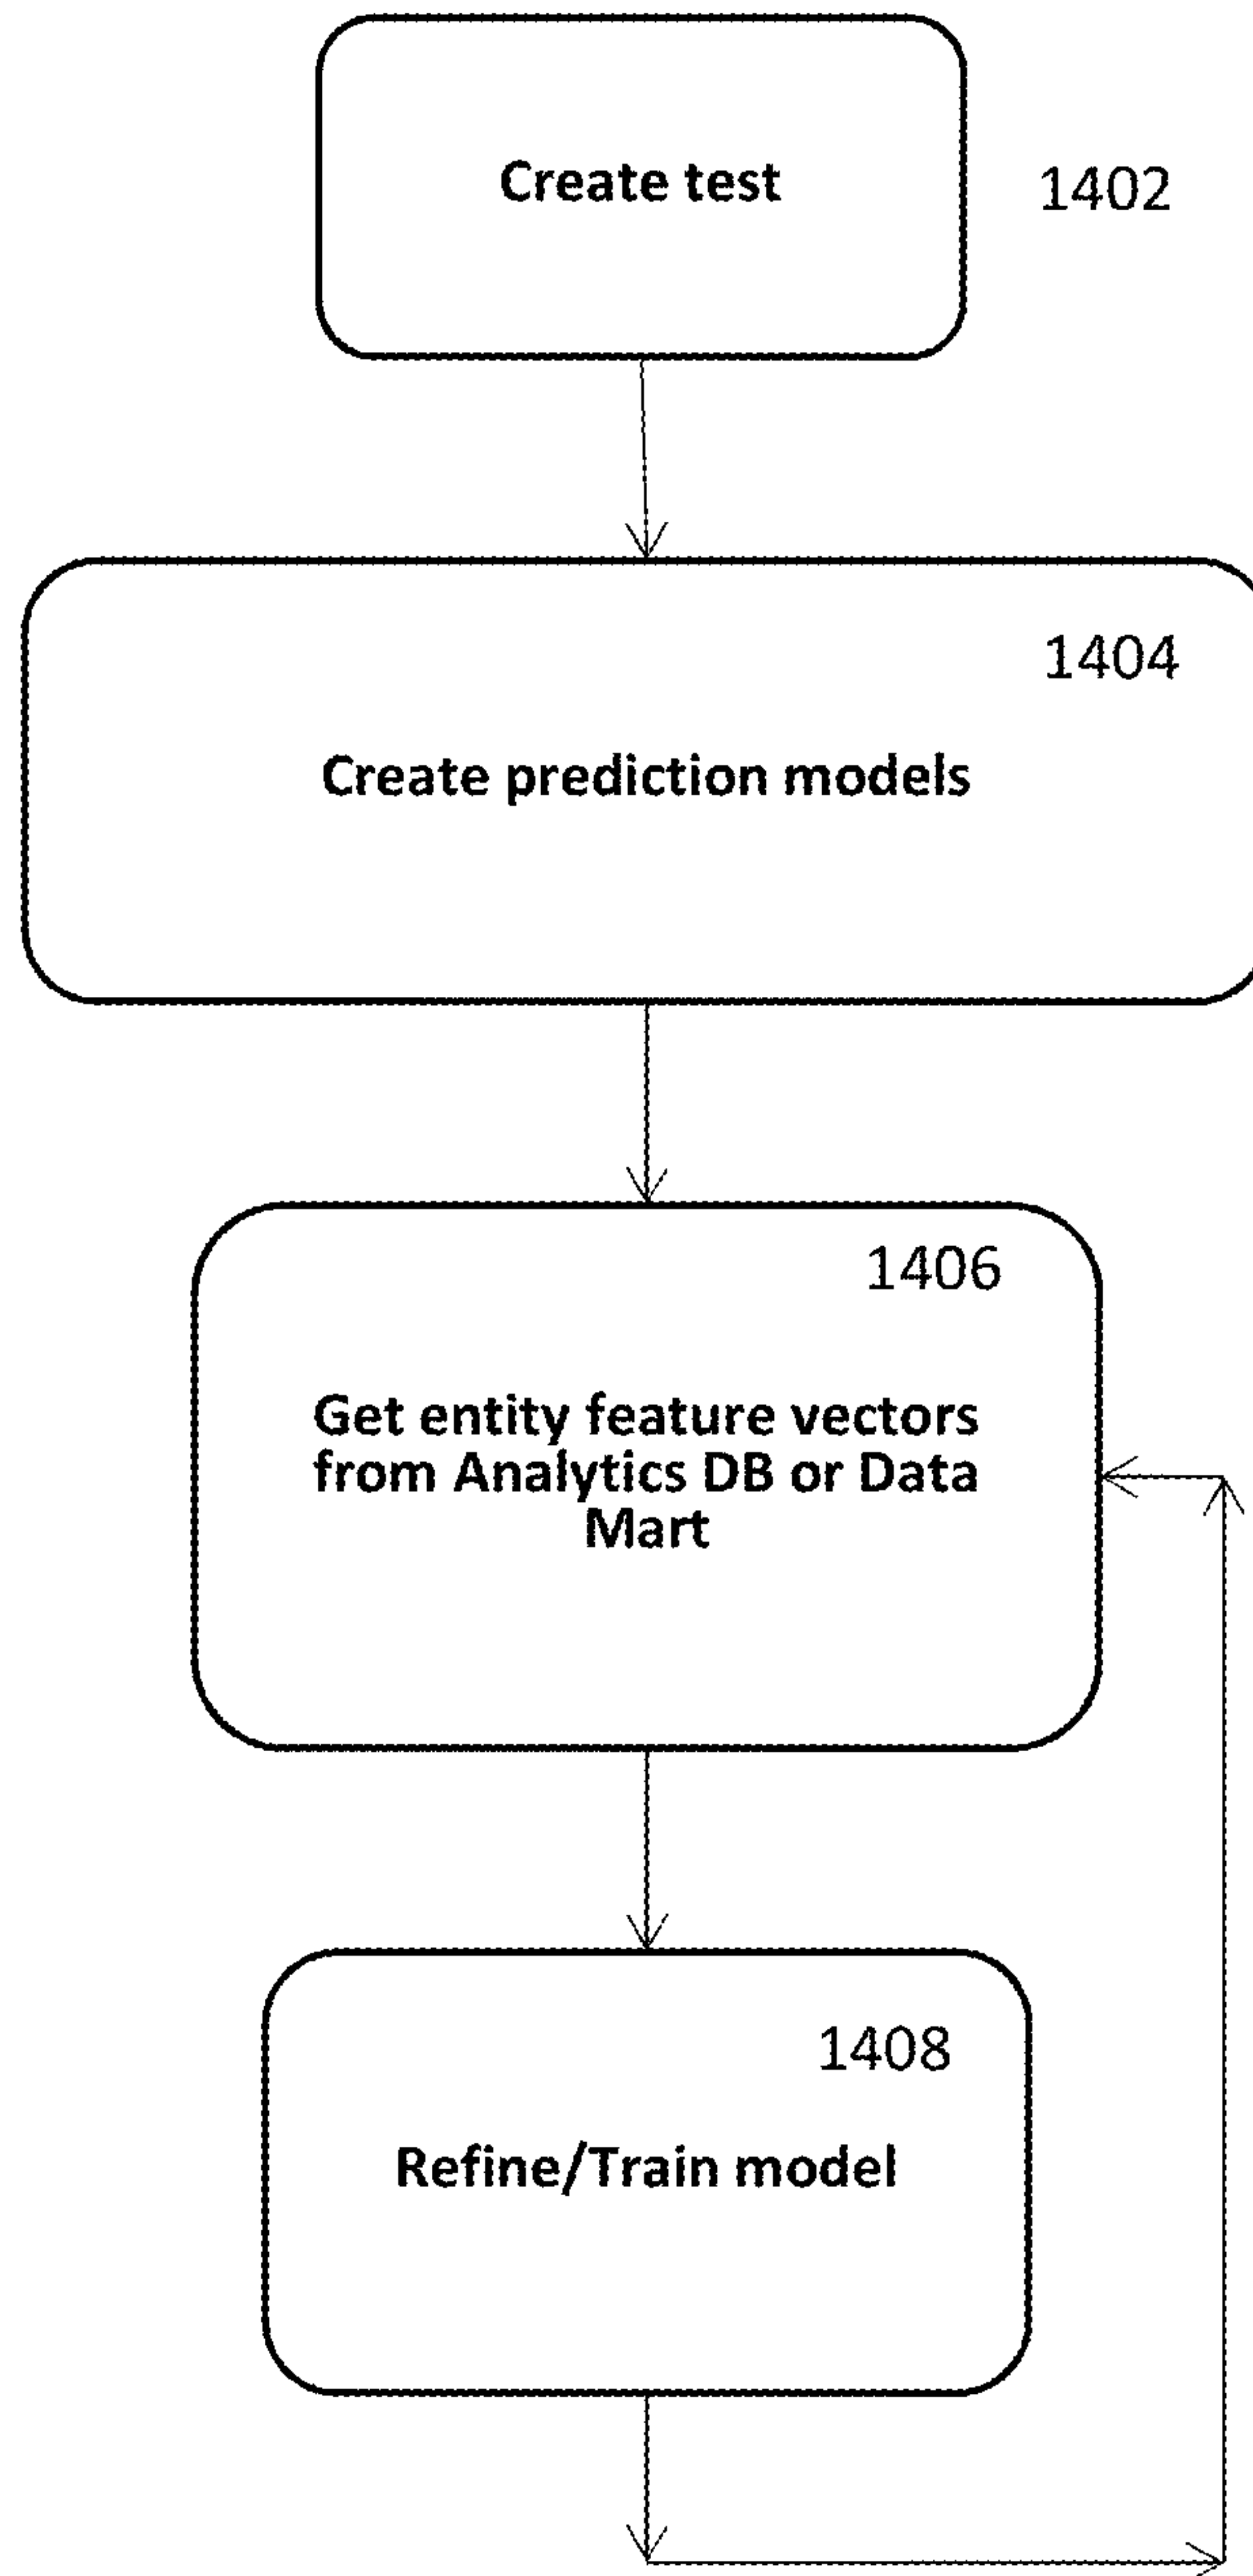 Create test
1402
1404
Create prediction models
1406
Get entity feature vectors
from Analytics DB or Data
Mart
1408
Refine/Train model